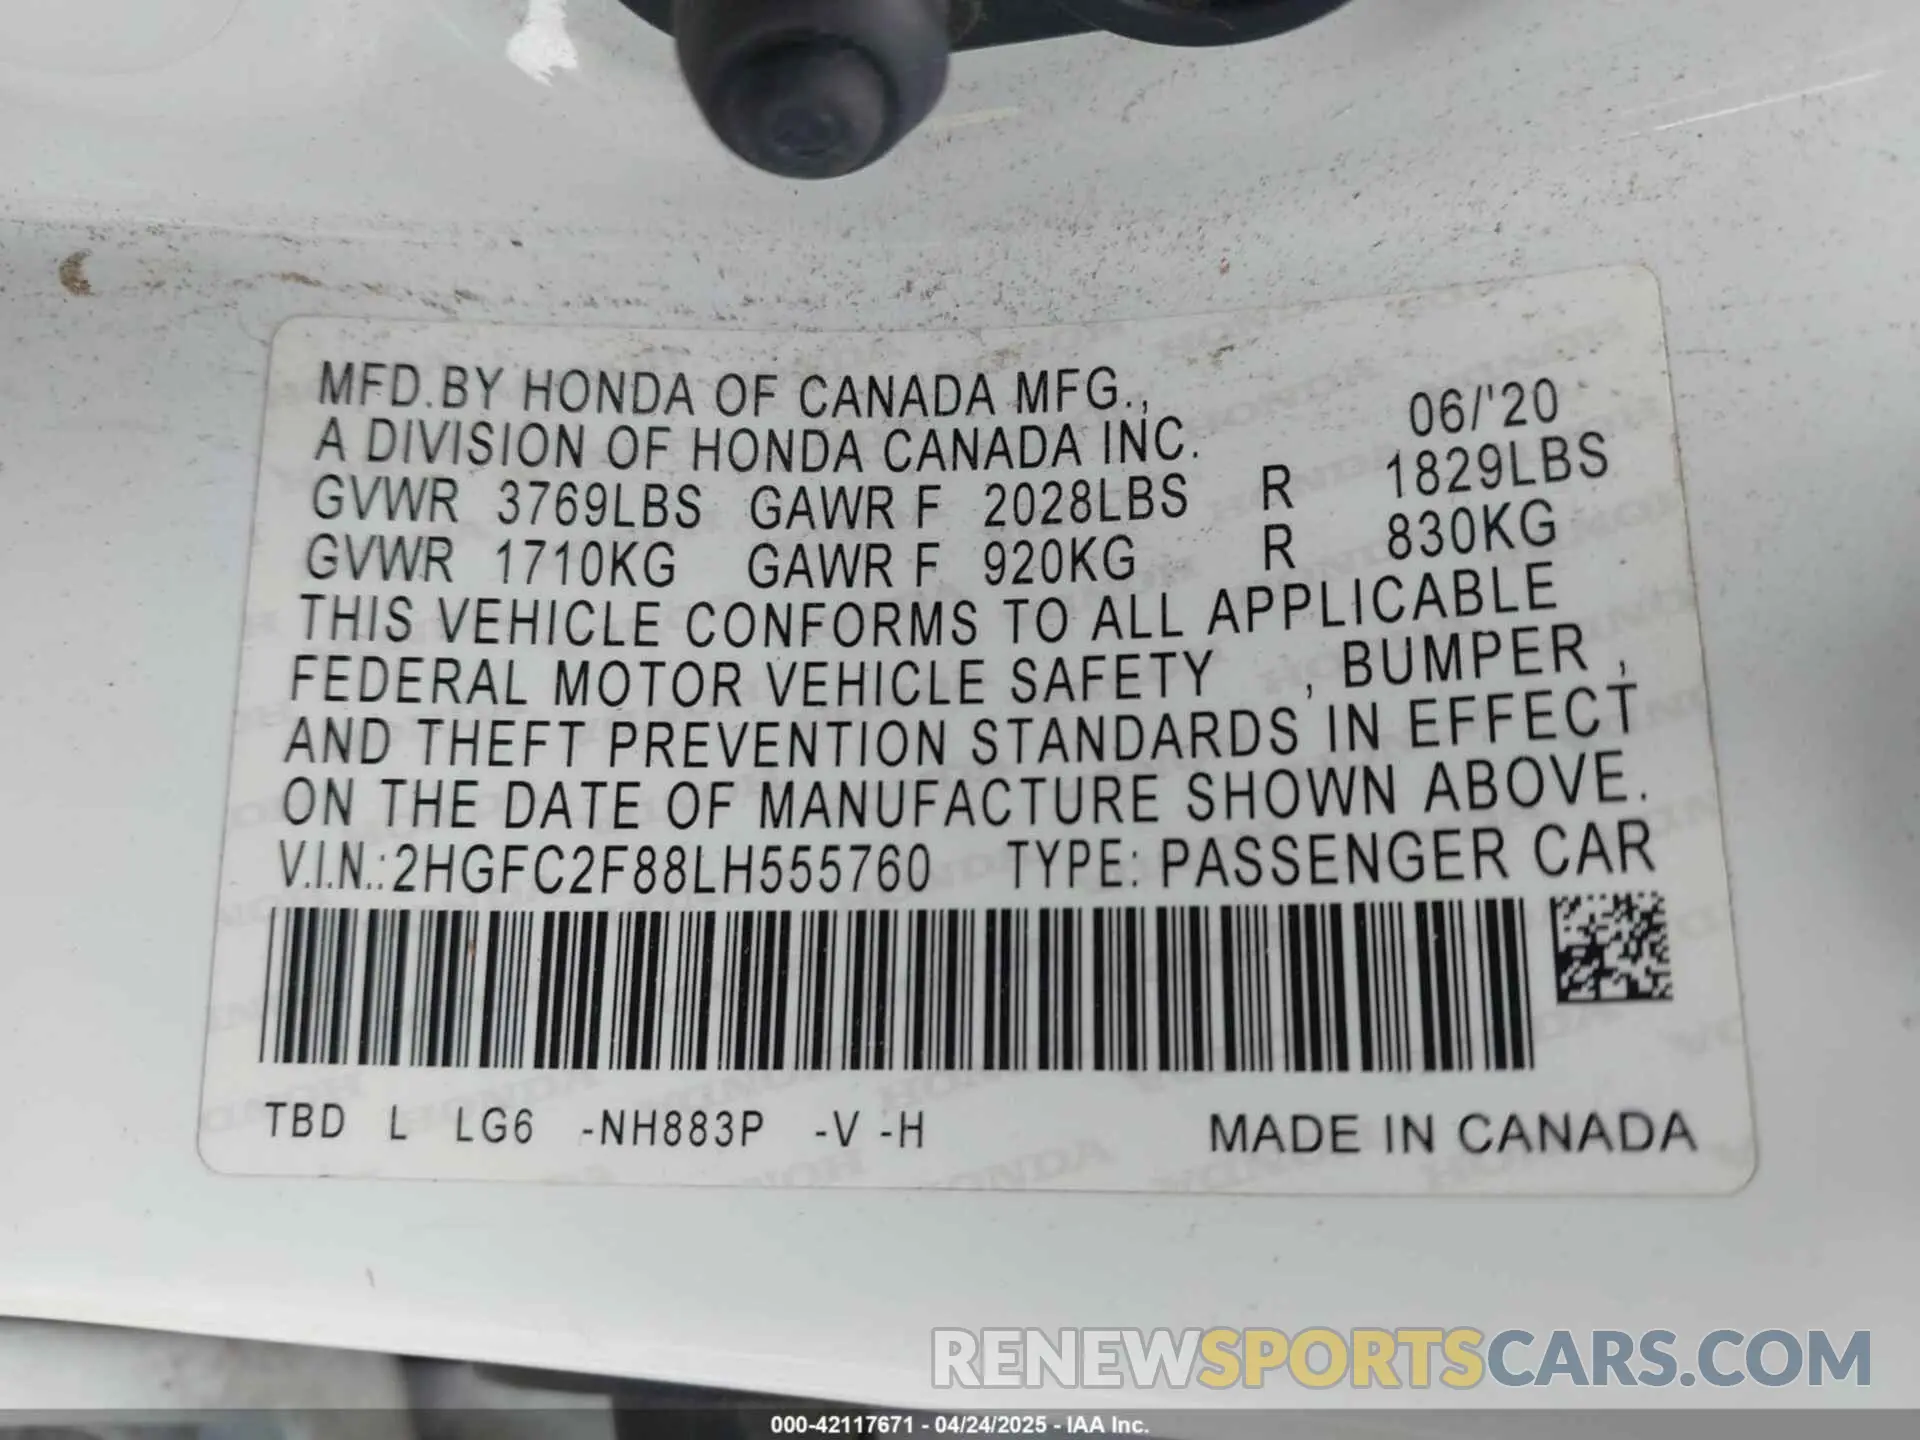 MFD.BY HONDA OF CANADA MFG., 06/'20
A DIVISION OF HONDA CANADA INC.
GVWR 3769LBS GAWR F 2028LBS R 1829LBS
GVWR 1710KG GAWR F 920KG R 830KG
THIS VEHICLE CONFORMS TO ALL APPLICABLE
FEDERAL MOTOR VEHICLE SAFETY , BUMPER ,
AND THEFT PREVENTION STANDARDS IN EFFECT
ON THE DATE OF MANUFACTURE SHOWN ABOVE.
V.I.N.:2HGFC2F88LH555760 TYPE: PASSENGER CAR
TBD L LG6 -NH883P -V -H MADE IN CANADA
RENEWSPORTSCARS.COM
000-42117671 - 04/24/2025 - IAA Inc.